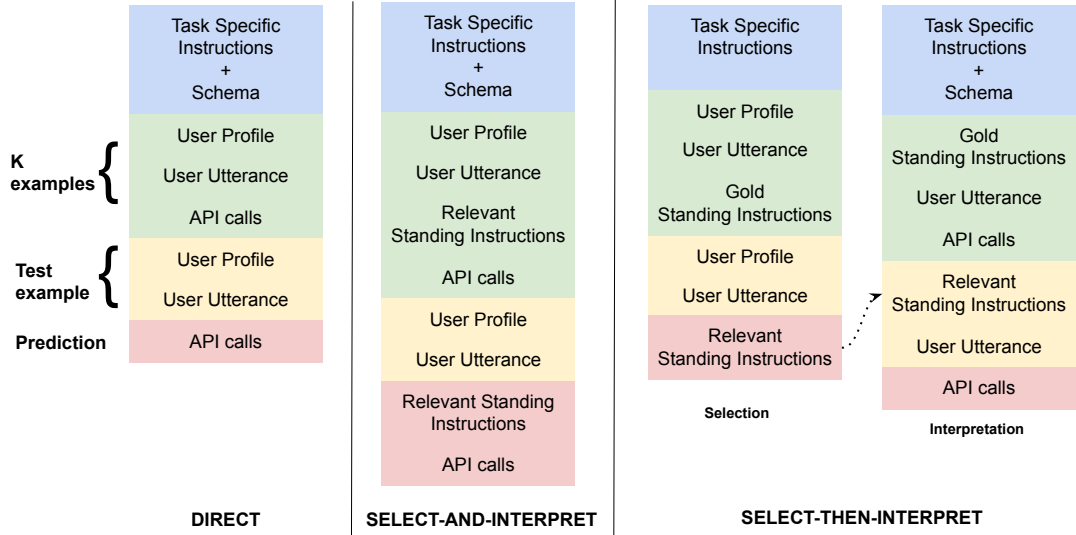 Task Specific
Instructions
+
Schema
User Profile
User Utterance
API calls
User Profile
User Utterance
API calls
K
examples
{
Test
example
{
Prediction
DIRECT
Task Specific
Instructions
+
Schema
User Profile
User Utterance
Relevant
Standing Instructions
API calls
User Profile
User Utterance
Relevant Standing
Instructions
API calls
SELECT-AND-INTERPRET
Task Specific
Instructions
User Profile
User Utterance
Gold
Standing Instructions
User Profile
User Utterance
Relevant
Standing Instructions
Selection
Task Specific
Instructions
+
Schema
Gold
Standing Instructions
User Utterance
API calls
Relevant
Standing Instructions
User Utterance
API calls
Interpretation
SELECT-THEN-INTERPRET